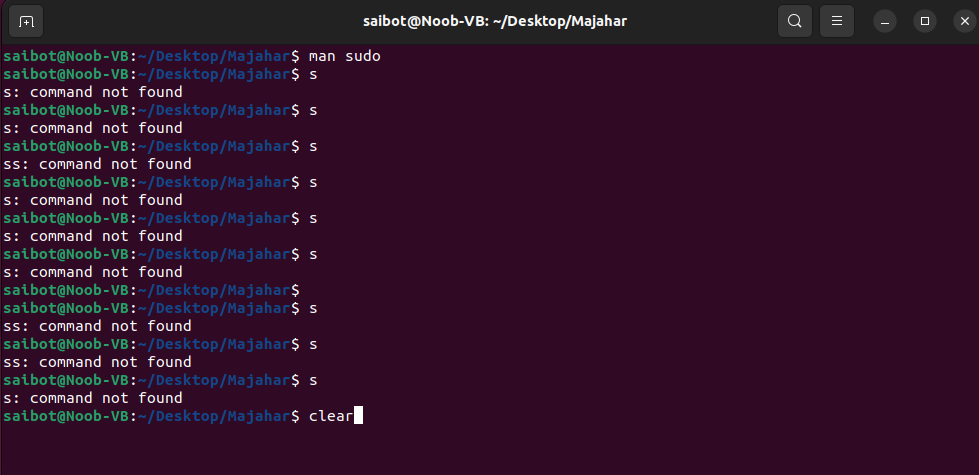 saibot@Noob-VB: ~/Desktop/Majahar
saibot@Noob-VB:~/Desktop/Majahar$ man sudo
saibot@Noob-VB:~/Desktop/Majahar$ s
s: command not found
saibot@Noob-VB:~/Desktop/Majahar$ s
s: command not found
saibot@Noob-VB:~/Desktop/Majahar$ s
ss: command not found
saibot@Noob-VB:~/Desktop/Majahar$ s
s: command not found
saibot@Noob-VB:~/Desktop/Majahar$ s
s: command not found
saibot@Noob-VB:~/Desktop/Majahar$ s
s: command not found
saibot@Noob-VB:~/Desktop/Majahar$
saibot@Noob-VB:~/Desktop/Majahar$ s
ss: command not found
saibot@Noob-VB:~/Desktop/Majahar$ s
ss: command not found
saibot@Noob-VB:~/Desktop/Majahar$ s
s: command not found
saibot@Noob-VB:~/Desktop/Majahar$ clear